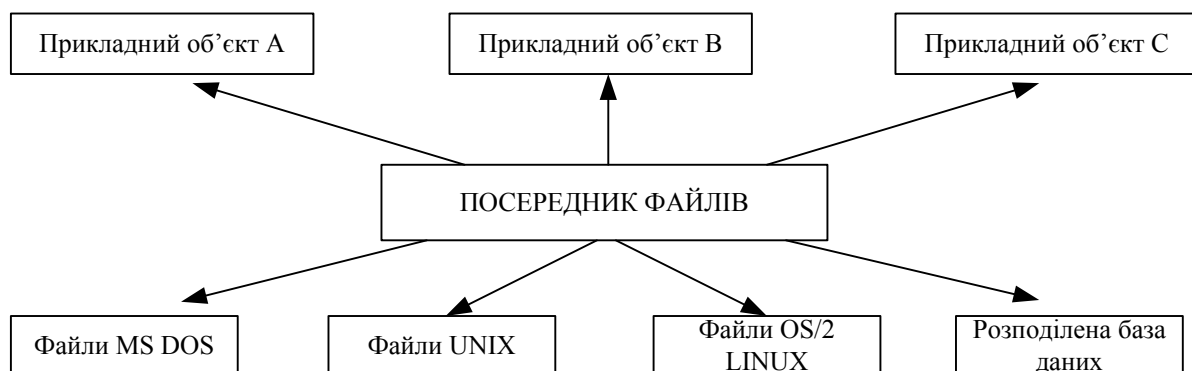 Прикладний об’єкт А
Прикладний об’єкт В
Прикладний об’єкт С
ПОСЕРЕДНИК ФАЙЛІВ
Файли MS DOS
Файли UNIX
Файли OS/2
LINUX
Розподілена база
даних